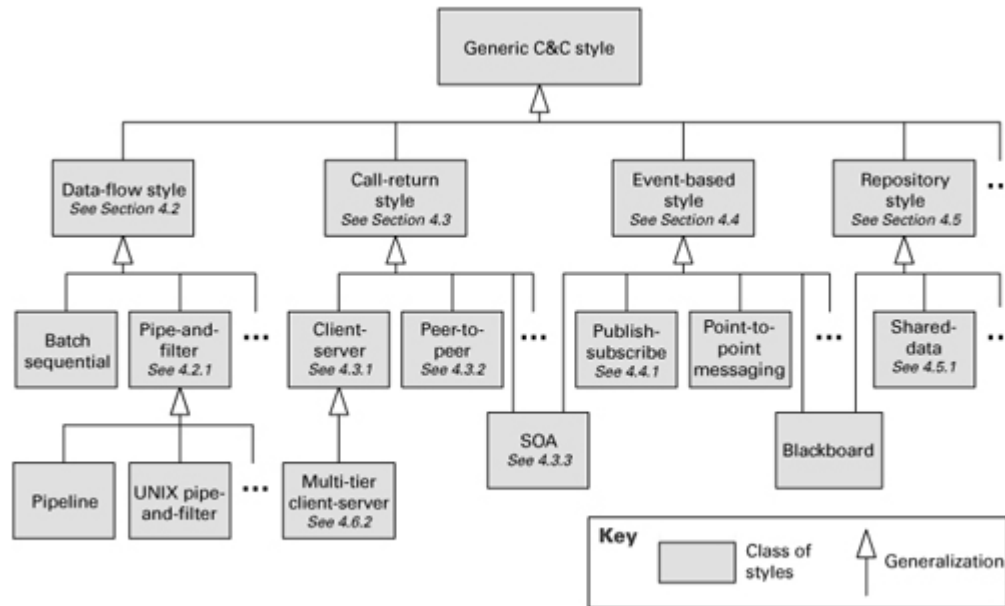 Generic C&C style
Data-flow style
See Section 4.2
Call-return
style
See Section 4.3
Event-based
style
See Section 4.4
Repository
style
See Section 4.5
...
Batch
sequential
Pipe-and-
filter
See 4.2.1
...
Client-
server
See 4.3.1
Peer-to-
peer
See 4.3.2
...
Publish-
subscribe
See 4.4.1
Point-to-
point
messaging
...
Shared-
data
See 4.5.1
...
Pipeline
UNIX pipe-
and-filter
...
Multi-tier
client-server
See 4.6.2
SOA
See 4.3.3
Blackboard
Key
Class of
styles
Generalization